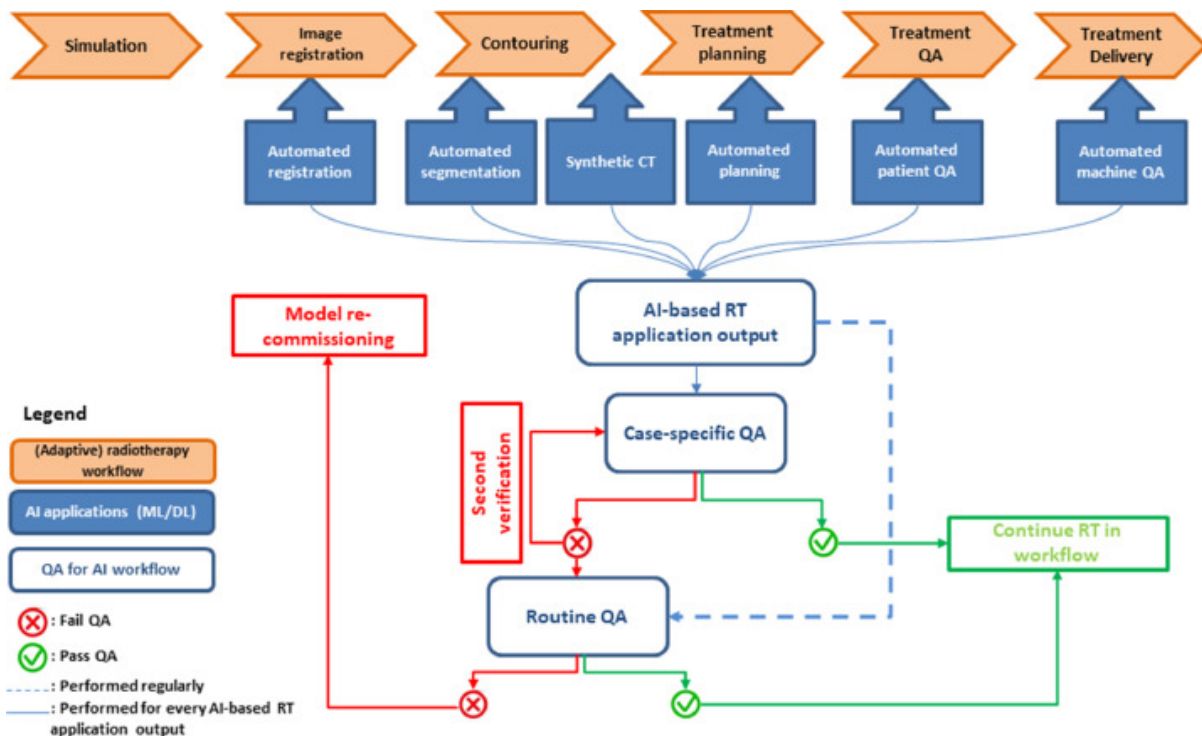 Simulation
Image
registration
Contouring
Treatment
planning
Treatment
QA
Treatment
Delivery
Automated
registration
Automated
segmentation
Synthetic CT
Automated
planning
Automated
patient QA
Automated
machine QA
AI-based RT
application output
Model re-
commissioning
Case-specific QA
Second
verification
Continue RT in
workflow
Routine QA
Legend
(Adaptive) radiotherapy
workflow
AI applications (ML/DL)
QA for AI workflow
: Fail QA
: Pass QA
: Performed regularly
: Performed for every AI-based RT
application output